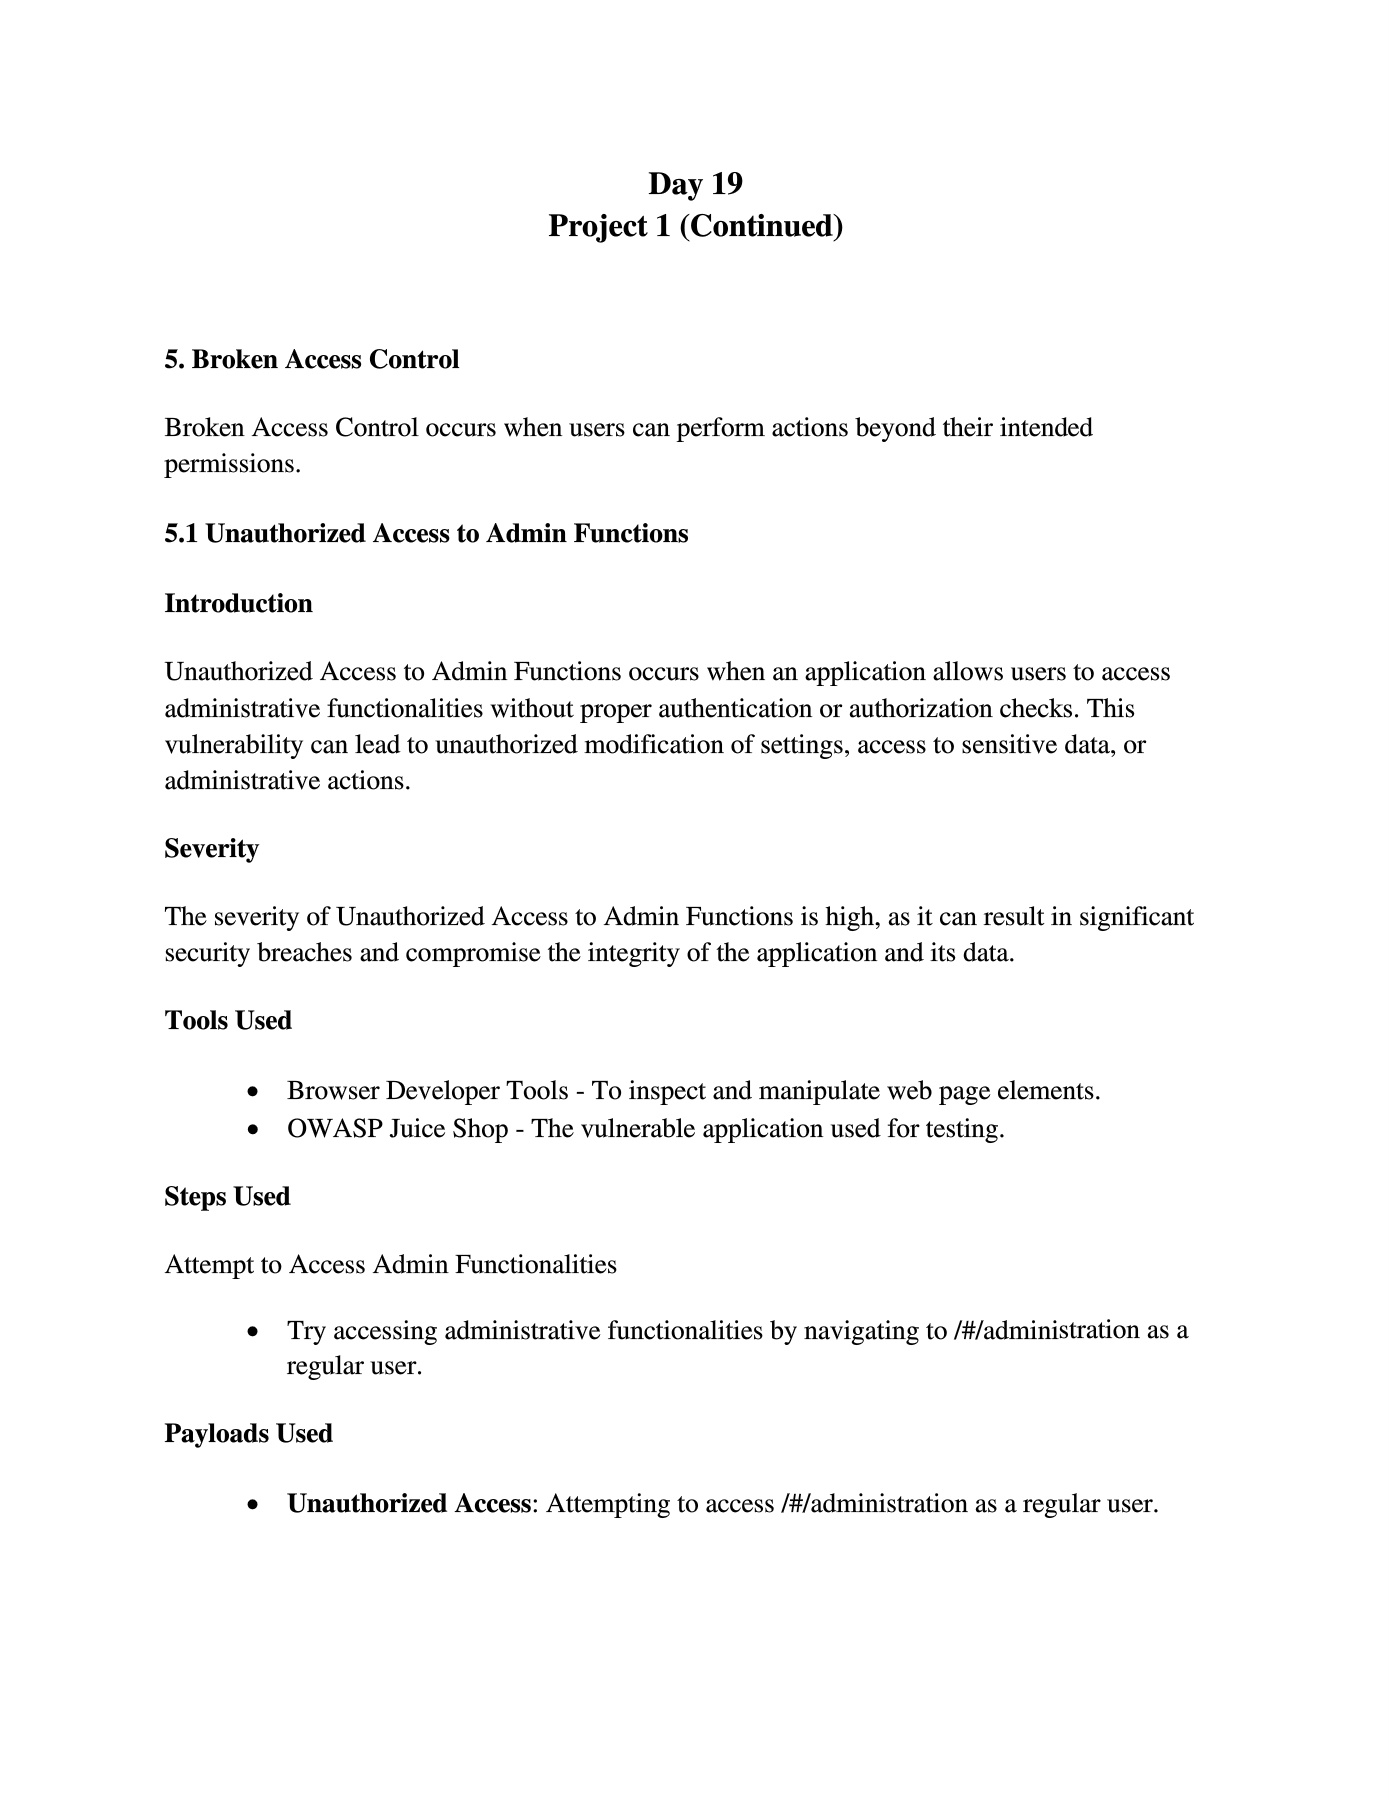 Day 19
Project 1 (Continued)
5. Broken Access Control
Broken Access Control occurs when users can perform actions beyond their intended
permissions.
5.1 Unauthorized Access to Admin Functions
Introduction
Unauthorized Access to Admin Functions occurs when an application allows users to access
administrative functionalities without proper authentication or authorization checks. This
vulnerability can lead to unauthorized modification of settings, access to sensitive data, or
administrative actions.
Severity
The severity of Unauthorized Access to Admin Functions is high, as it can result in significant
security breaches and compromise the integrity of the application and its data.
Tools Used
• Browser Developer Tools - To inspect and manipulate web page elements.
• OWASP Juice Shop - The vulnerable application used for testing.
Steps Used
Attempt to Access Admin Functionalities
• Try accessing administrative functionalities by navigating to /#/administration as a
regular user.
Payloads Used
• Unauthorized Access: Attempting to access /#/administration as a regular user.